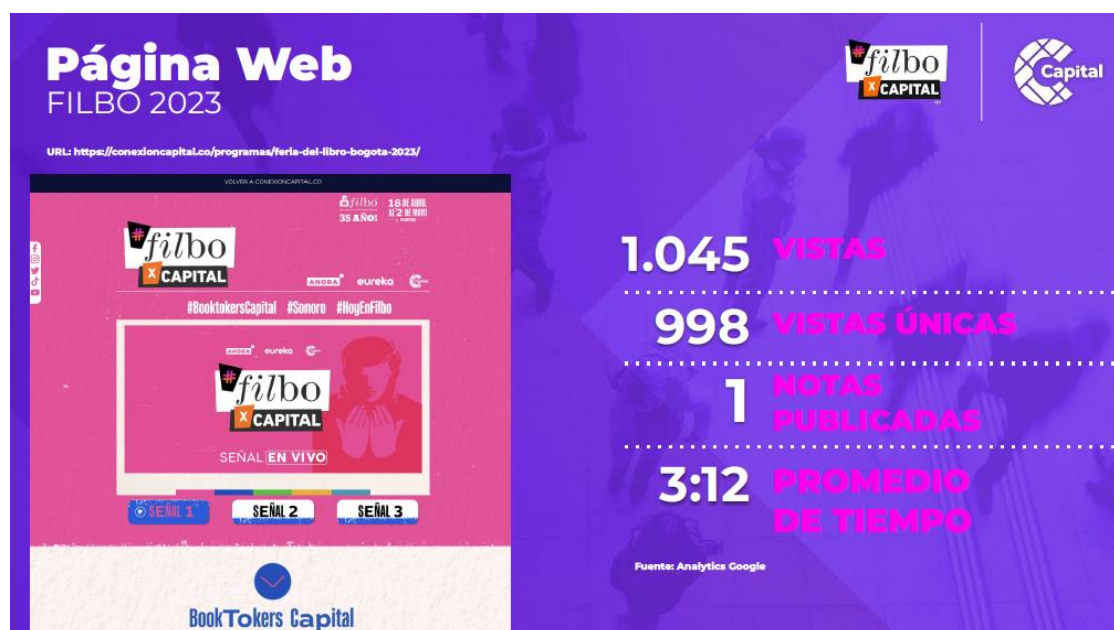 Página Web
FILBO 2023
URL: https://conexioncapital.co/programas/feria-del-libro-bogota-2023/
#filbo
X CAPITAL
Capital
VOLVER A CONEXIONCAPITAL.CO
filbo
35 AÑOS
18 DE ABRIL
AL 2 DE MAYO
#filbo
X CAPITAL
AHORA eureka
#BooktokersCapital #Sonoro #HoyEnFilbo
AHORA eureka
#filbo
X CAPITAL
SEÑAL EN VIVO
SEÑAL 1
SEÑAL 2
SEÑAL 3
BookTokers Capital
1.045 VISTAS
998 VISTAS ÚNICAS
1 NOTAS
PUBLICADAS
3:12 PROMEDIO
DE TIEMPO
Fuente: Analytics Google